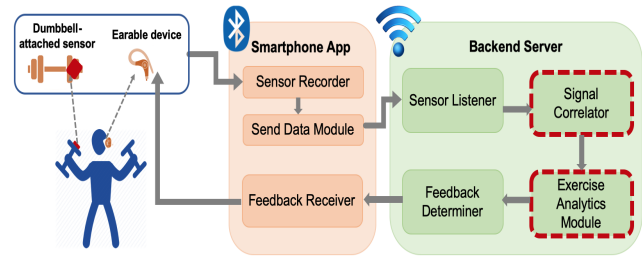 Dumbbell-
attached sensor
Earable device
Smartphone App
Sensor Recorder
Send Data Module
Feedback Receiver
Backend Server
Sensor Listener
Signal
Correlator
Feedback
Determiner
Exercise
Analytics
Module